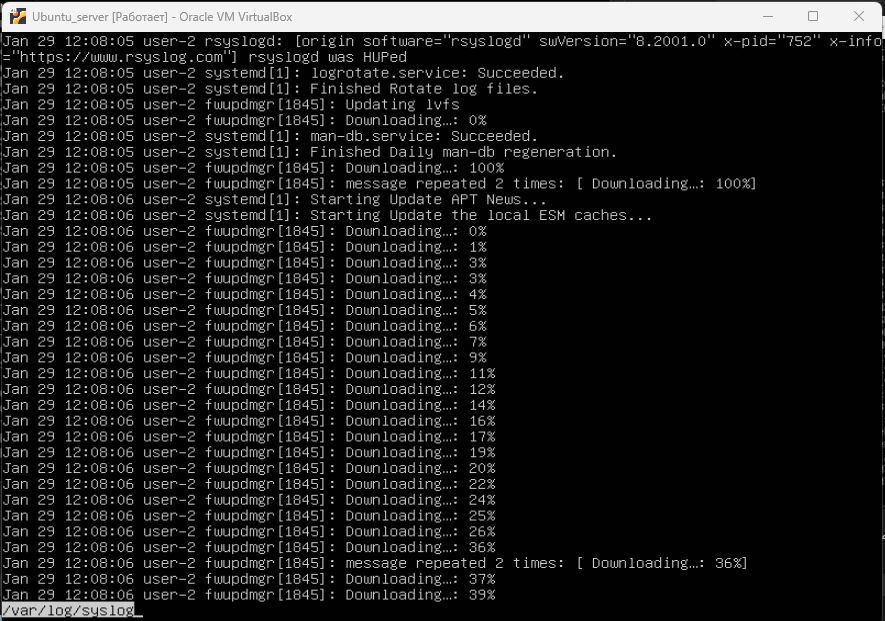 Ubuntu_server [Работает] - Oracle VM VirtualBox
Jan 29 12:08:05 user-2 rsyslogd: [origin software="rsyslogd" swVersion="8.2001.0" x-pid="752" x-info
="https://www.rsyslog.com"] rsyslogd was HUPed
Jan 29 12:08:05 user-2 systemd[1]: logrotate.service: Succeeded.
Jan 29 12:08:05 user-2 systemd[1]: Finished Rotate log files.
Jan 29 12:08:05 user-2 fwupdmgr[1845]: Updating lvfs
Jan 29 12:08:05 user-2 fwupdmgr[1845]: Downloading…: 0%
Jan 29 12:08:05 user-2 systemd[1]: man-db.service: Succeeded.
Jan 29 12:08:05 user-2 systemd[1]: Finished Daily man-db regeneration.
Jan 29 12:08:05 user-2 fwupdmgr[1845]: Downloading…: 100%
Jan 29 12:08:05 user-2 fwupdmgr[1845]: message repeated 2 times: [ Downloading…: 100%]
Jan 29 12:08:06 user-2 systemd[1]: Starting Update APT News...
Jan 29 12:08:06 user-2 systemd[1]: Starting Update the local ESM caches...
Jan 29 12:08:06 user-2 fwupdmgr[1845]: Downloading…: 0%
Jan 29 12:08:06 user-2 fwupdmgr[1845]: Downloading…: 1%
Jan 29 12:08:06 user-2 fwupdmgr[1845]: Downloading…: 3%
Jan 29 12:08:06 user-2 fwupdmgr[1845]: Downloading…: 3%
Jan 29 12:08:06 user-2 fwupdmgr[1845]: Downloading…: 4%
Jan 29 12:08:06 user-2 fwupdmgr[1845]: Downloading…: 5%
Jan 29 12:08:06 user-2 fwupdmgr[1845]: Downloading…: 6%
Jan 29 12:08:06 user-2 fwupdmgr[1845]: Downloading…: 7%
Jan 29 12:08:06 user-2 fwupdmgr[1845]: Downloading…: 9%
Jan 29 12:08:06 user-2 fwupdmgr[1845]: Downloading…: 11%
Jan 29 12:08:06 user-2 fwupdmgr[1845]: Downloading…: 12%
Jan 29 12:08:06 user-2 fwupdmgr[1845]: Downloading…: 14%
Jan 29 12:08:06 user-2 fwupdmgr[1845]: Downloading…: 16%
Jan 29 12:08:06 user-2 fwupdmgr[1845]: Downloading…: 17%
Jan 29 12:08:06 user-2 fwupdmgr[1845]: Downloading…: 19%
Jan 29 12:08:06 user-2 fwupdmgr[1845]: Downloading…: 20%
Jan 29 12:08:06 user-2 fwupdmgr[1845]: Downloading…: 22%
Jan 29 12:08:06 user-2 fwupdmgr[1845]: Downloading…: 24%
Jan 29 12:08:06 user-2 fwupdmgr[1845]: Downloading…: 25%
Jan 29 12:08:06 user-2 fwupdmgr[1845]: Downloading…: 26%
Jan 29 12:08:06 user-2 fwupdmgr[1845]: Downloading…: 36%
Jan 29 12:08:06 user-2 fwupdmgr[1845]: message repeated 2 times: [ Downloading…: 36%]
Jan 29 12:08:06 user-2 fwupdmgr[1845]: Downloading…: 37%
Jan 29 12:08:06 user-2 fwupdmgr[1845]: Downloading…: 39%
/var/log/syslog